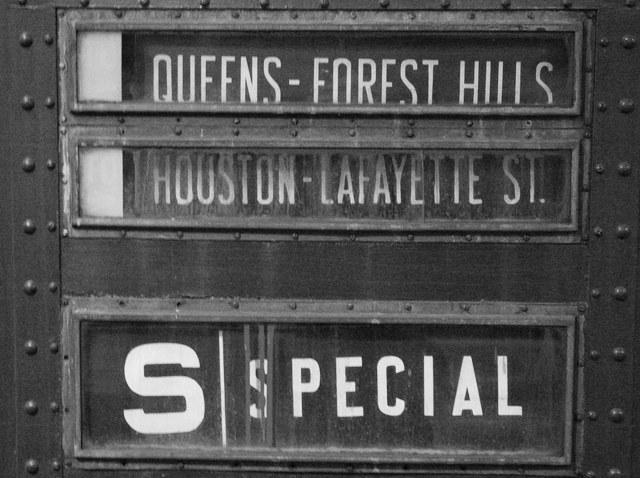 QUEENS-FOREST HILLS
HOUSTON-LAFAYETTE ST.
S SPECIAL